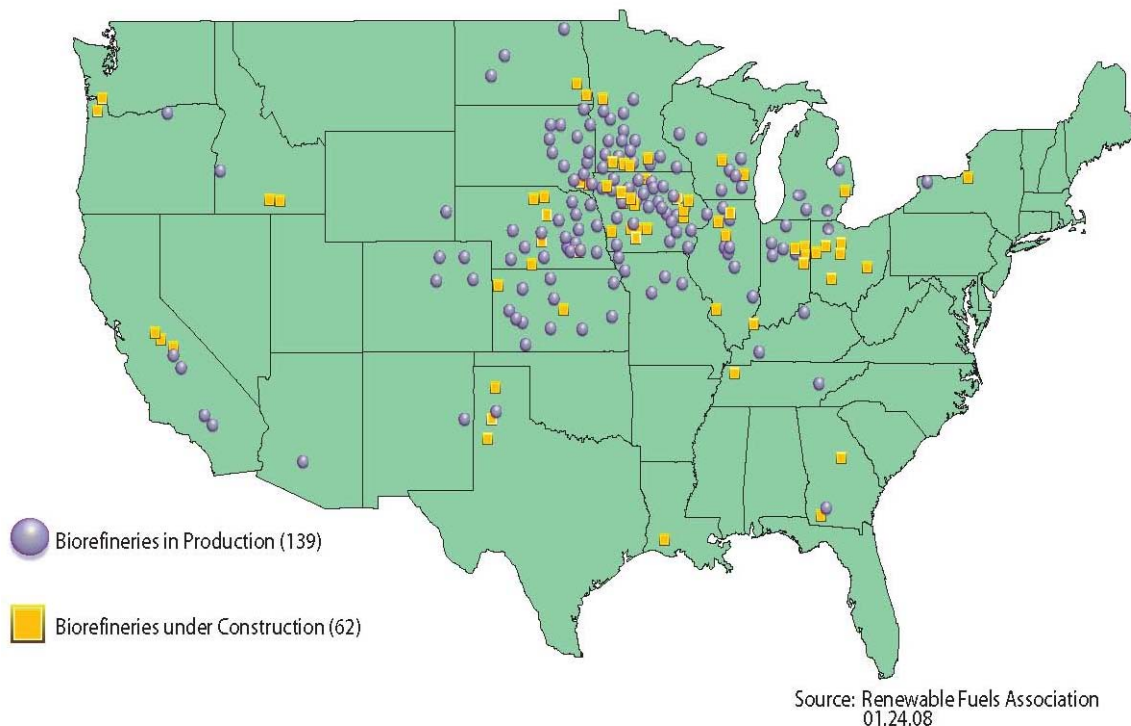 Biorefineries in Production (139)
Biorefineries under Construction (62)
Source: Renewable Fuels Association
01.24.08